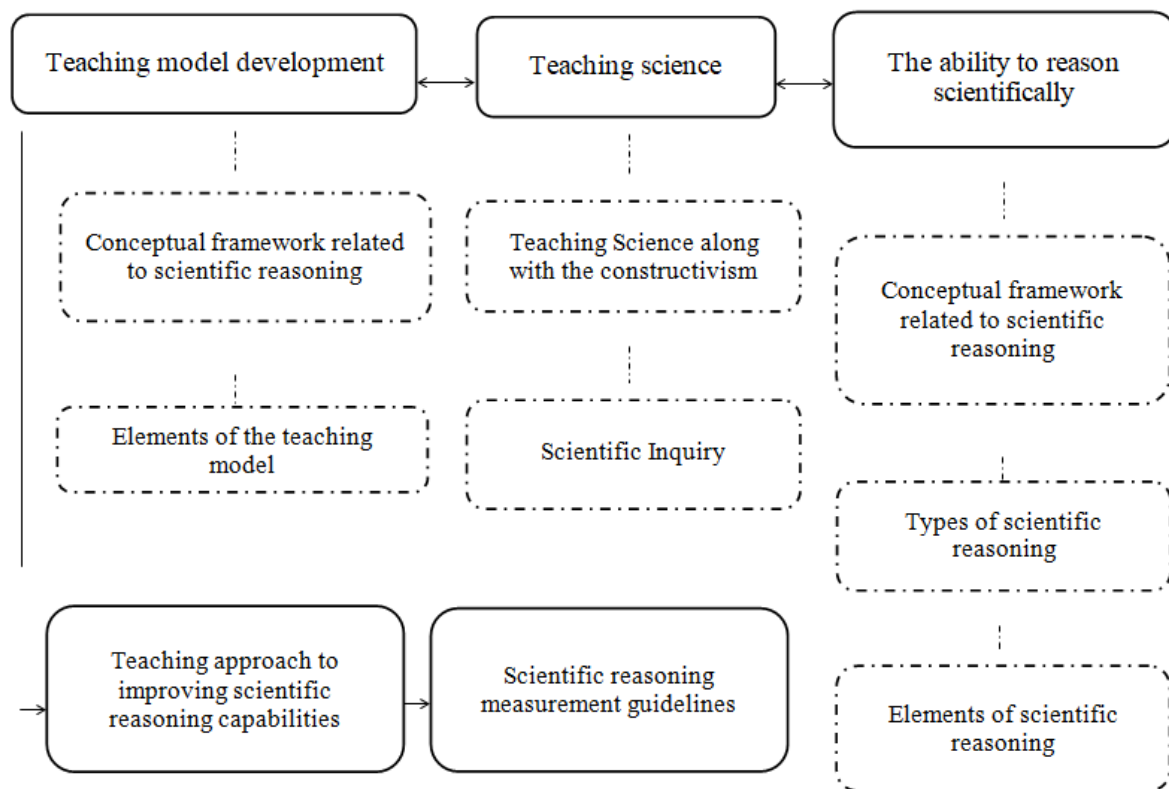 Teaching model development
Teaching science
The ability to reason
scientifically
Conceptual framework related
to scientific reasoning
Teaching Science along
with the constructivism
Conceptual framework
related to scientific
reasoning
Elements of the teaching
model
Scientific Inquiry
Types of scientific
reasoning
Teaching approach to
improving scientific
reasoning capabilities
Scientific reasoning
measurement guidelines
Elements of scientific
reasoning